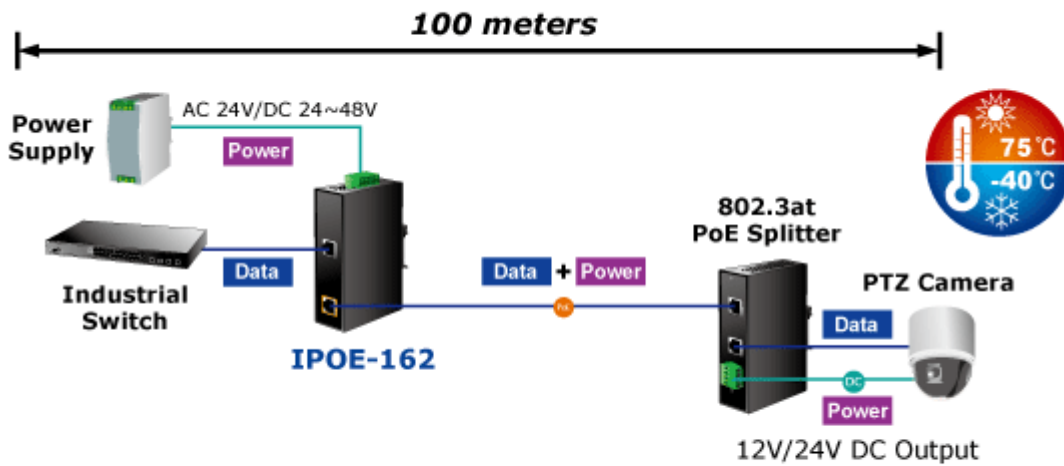 100 meters
AC 24V/DC 24~48V
Power
Supply
Power
75°C
-40°C
802.3at
PoE Splitter
Data
Data + Power
PTZ Camera
Industrial
Switch
Data
IPOE-162
DC
Power
12V/24V DC Output